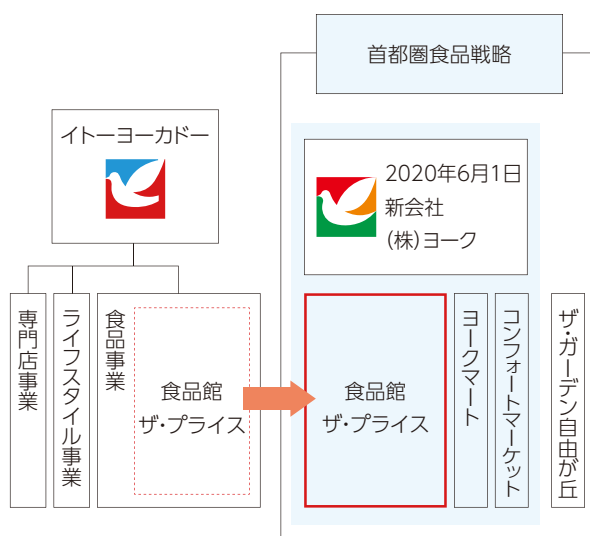 首都圏食品戦略
イトーヨーカドー
2020年6月1日
新会社
(株)ヨーク
専門店事業
ライフスタイル事業
食品事業
食品館
ザ・プライス
食品館
ザ・プライス
ヨークマート
コンフォートマーケット
ザ・ガーデン自由が丘